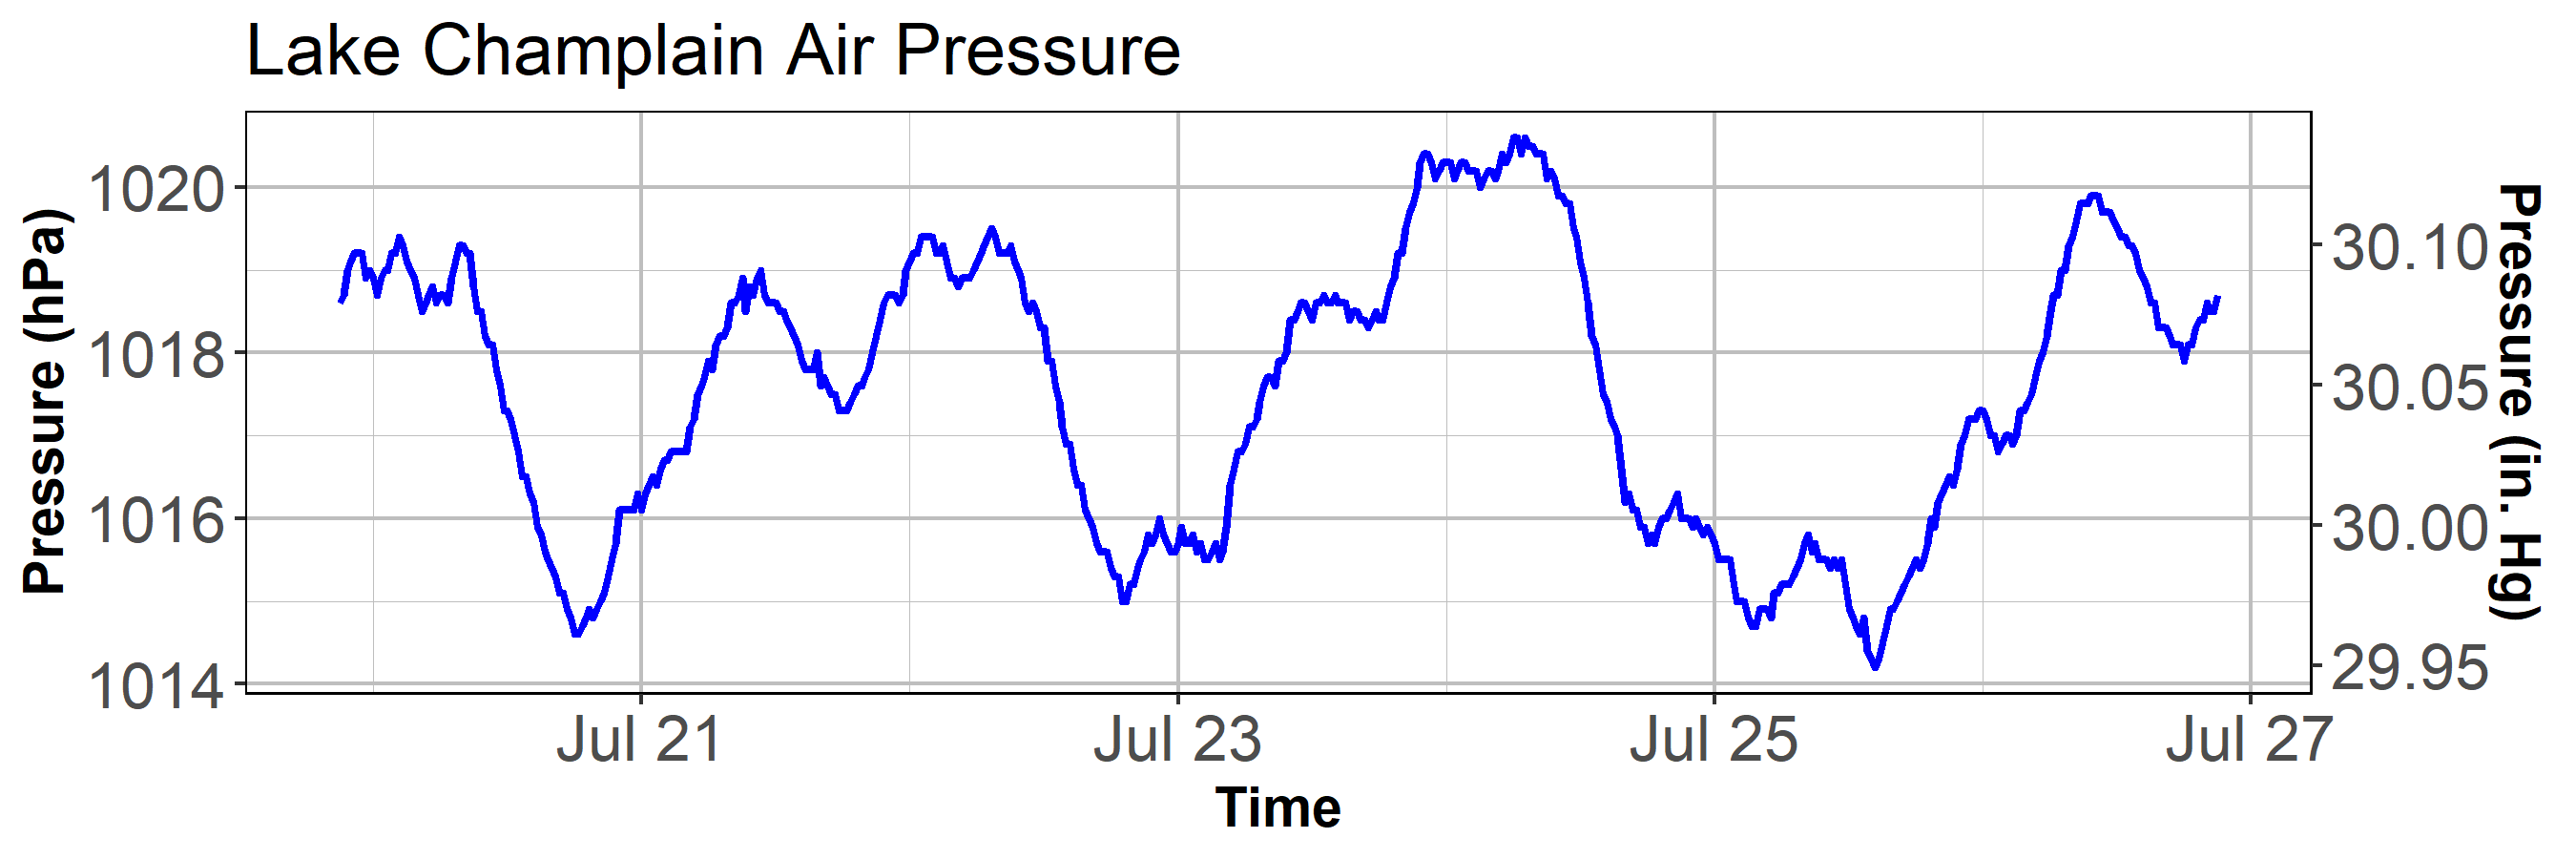 Lake Champlain Air Pressure
Pressure (hPa)
1020
1018
1016
1014
Pressure (in. Hg)
30.10
30.05
30.00
29.95
Jul 21
Jul 23
Jul 25
Jul 27
Time